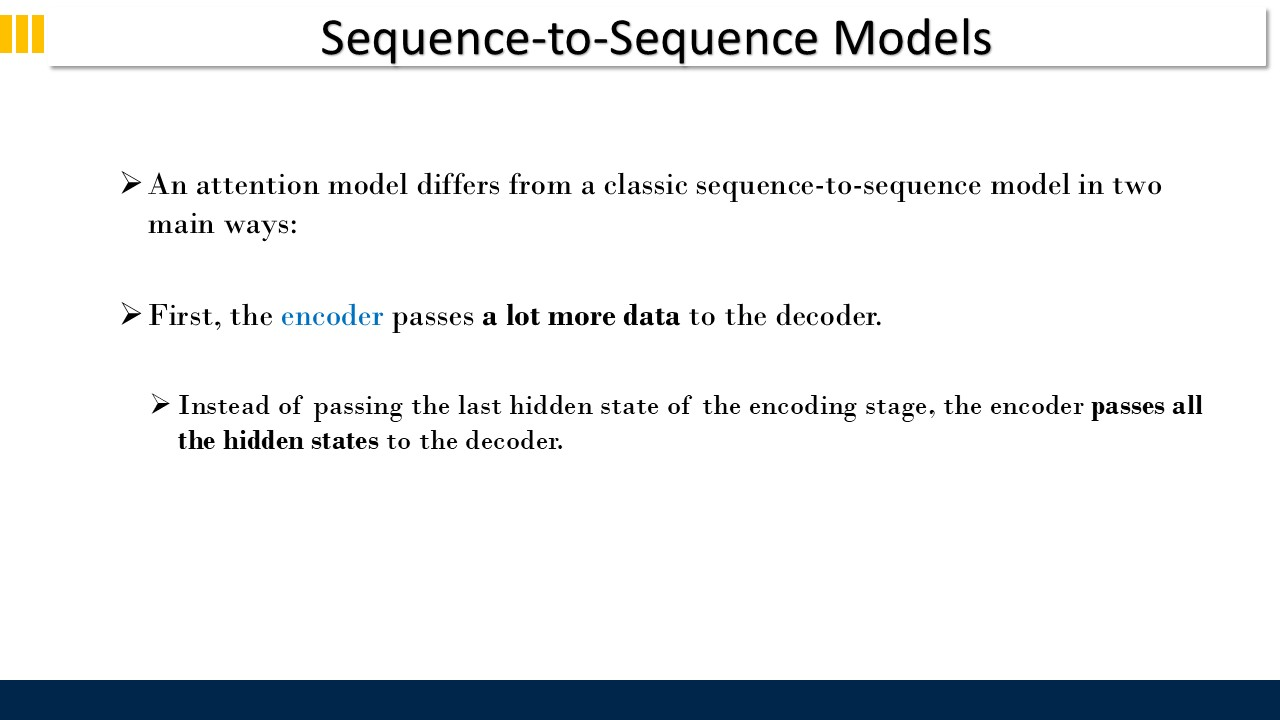 Sequence-to-Sequence Models
➢ An attention model differs from a classic sequence-to-sequence model in two
main ways:
➢ First, the encoder passes a lot more data to the decoder.
➢ Instead of passing the last hidden state of the encoding stage, the encoder passes all
the hidden states to the decoder.